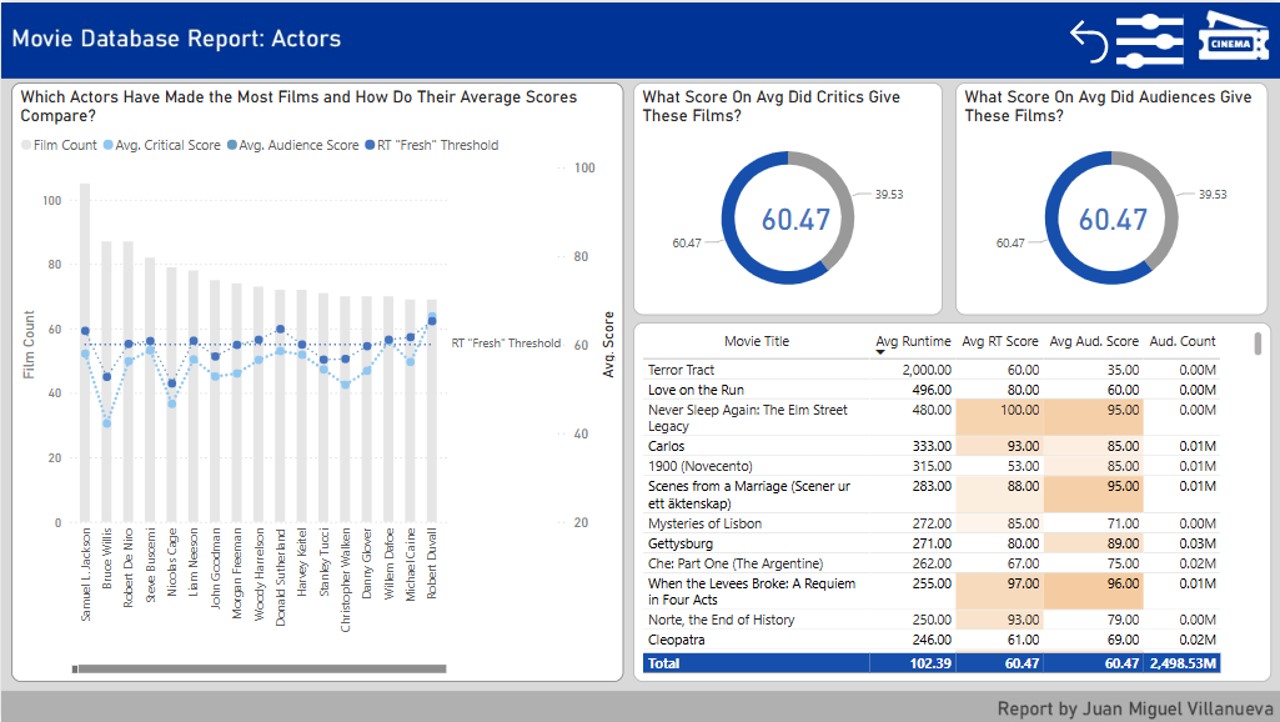 Movie Database Report: Actors
CINEMA
Which Actors Have Made the Most Films and How Do Their Average Scores
Compare?
Film Count Avg. Critical Score Avg. Audience Score RT "Fresh" Threshold
100
80
60
40
20
0
Film Count
100
80
60
40
20
Avg. Score
RT "Fresh" Threshold
Samuel L. Jackson
Bruce Willis
Robert De Niro
Steve Buscemi
Nicolas Cage
Liam Neeson
John Goodman
Morgan Freeman
Woody Harrelson
Donald Sutherland
Harvey Keitel
Stanley Tucci
Christopher Walken
Danny Glover
Willem Dafoe
Michael Caine
Robert Duvall
What Score On Avg Did Critics Give
These Films?
39.53
60.47
60.47
What Score On Avg Did Audiences Give
These Films?
39.53
60.47
60.47
Movie Title Avg Runtime Avg RT Score Avg Aud. Score Aud. Count
Terror Tract 2,000.00 60.00 35.00 0.00M
Love on the Run 496.00 80.00 60.00 0.00M
Never Sleep Again: The Elm Street 480.00 100.00 95.00 0.00M
Legacy
Carlos 333.00 93.00 85.00 0.01M
1900 (Novecento) 315.00 53.00 85.00 0.01M
Scenes from a Marriage (Scener ur 283.00 88.00 95.00 0.01M
ett äktenskap)
Mysteries of Lisbon 272.00 85.00 71.00 0.00M
Gettysburg 271.00 80.00 89.00 0.03M
Che: Part One (The Argentine) 262.00 67.00 75.00 0.02M
When the Levees Broke: A Requiem 255.00 97.00 96.00 0.01M
in Four Acts
Norte, the End of History 250.00 93.00 79.00 0.00M
Cleopatra 246.00 61.00 69.00 0.02M
Total 102.39 60.47 60.47 2,498.53M
Report by Juan Miguel Villanueva